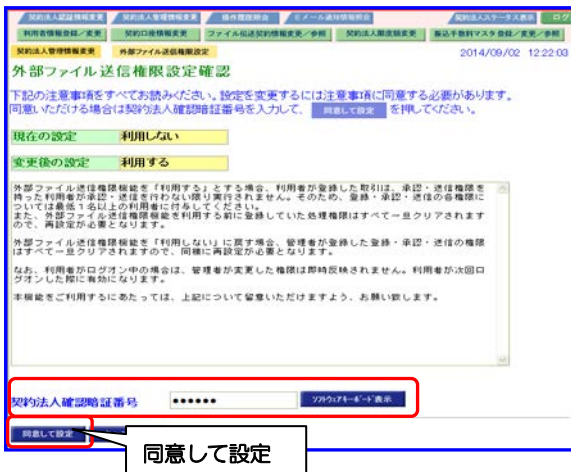 契約法人認証情報変更 契約法人管理情報変更 操作履歴照会 Eメール通知情報照会 契約法人ステータス表示 ログ
利用者情報登録/変更 契約口座情報変更 ファイル伝送契約情報変更/参照 契約法人限度額変更 振込手数料マスタ登録/変更/参照
契約法人管理情報変更 外部ファイル送信権限設定
2014/09/02 12:22:03
外部ファイル送信権限設定確認
下記の注意事項をすべてお読みください。設定を変更するには注意事項に同意する必要があります。
同意いただける場合は契約法人確認暗証番号を入力して、 同意して設定 を押してください。
現在の設定 利用しない
変更後の設定 利用する
外部ファイル送信権限機能を「利用する」とする場合、利用者が登録した取引は、承認・送信権限を
持った利用者が承認・送信を行わない限り実行されません。そのため、登録・承認・送信の各権限に
ついては最低1名以上の利用者に付与してください。
また、外部ファイル送信権限機能を利用する前に登録していた処理権限はすべて一旦クリアされます
ので、再設定が必要となります。
外部ファイル送信権限機能を「利用しない」に戻す場合、管理者が登録した登録・承認・送信の権限
はすべて一旦クリアされますので、同様に再設定が必要となります。
なお、利用者がログオン中の場合は、管理者が変更した権限は即時反映されません。利用者が次回ロ
グオンした際に有効になります。
本機能をご利用するにあたっては、上記について留意いただけますよう、お願い致します。
契約法人確認暗証番号 ●●●●●● ソフトウェアキーボード表示
同意して設定
同意して設定